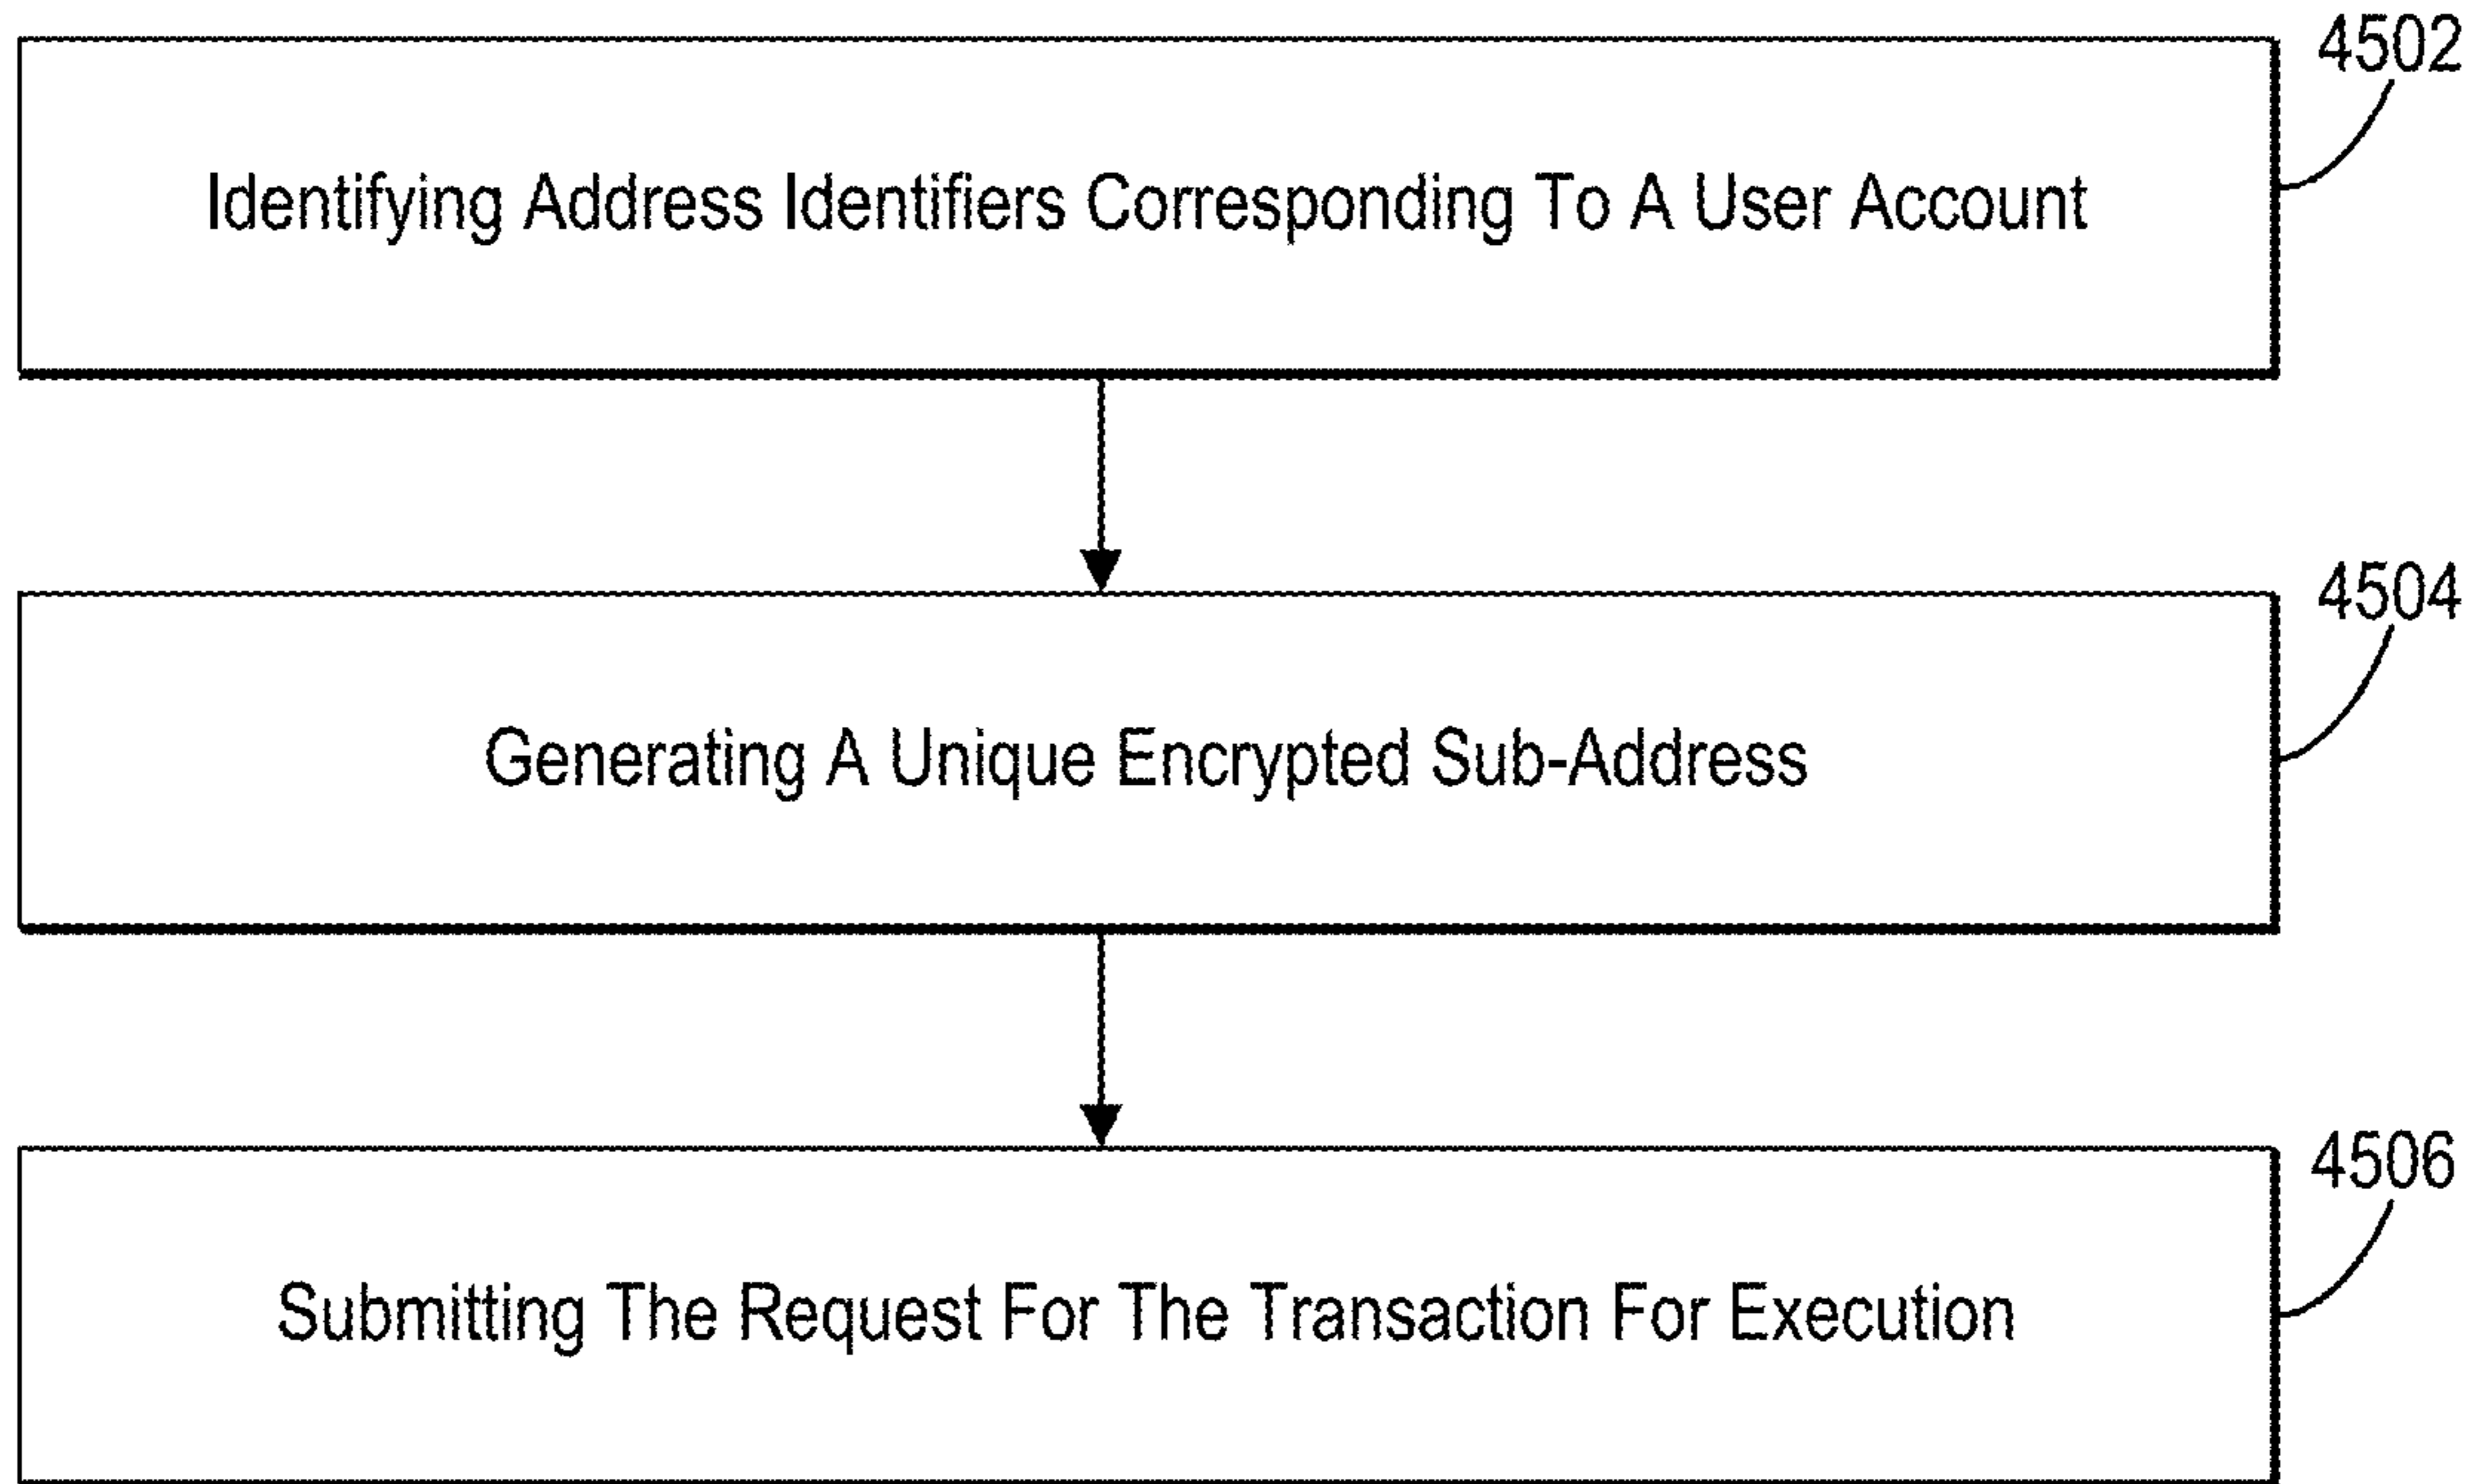 4502
Identifying Address Identifiers Corresponding To A User Account
4504
Generating A Unique Encrypted Sub-Address
4506
Submitting The Request For The Transaction For Execution